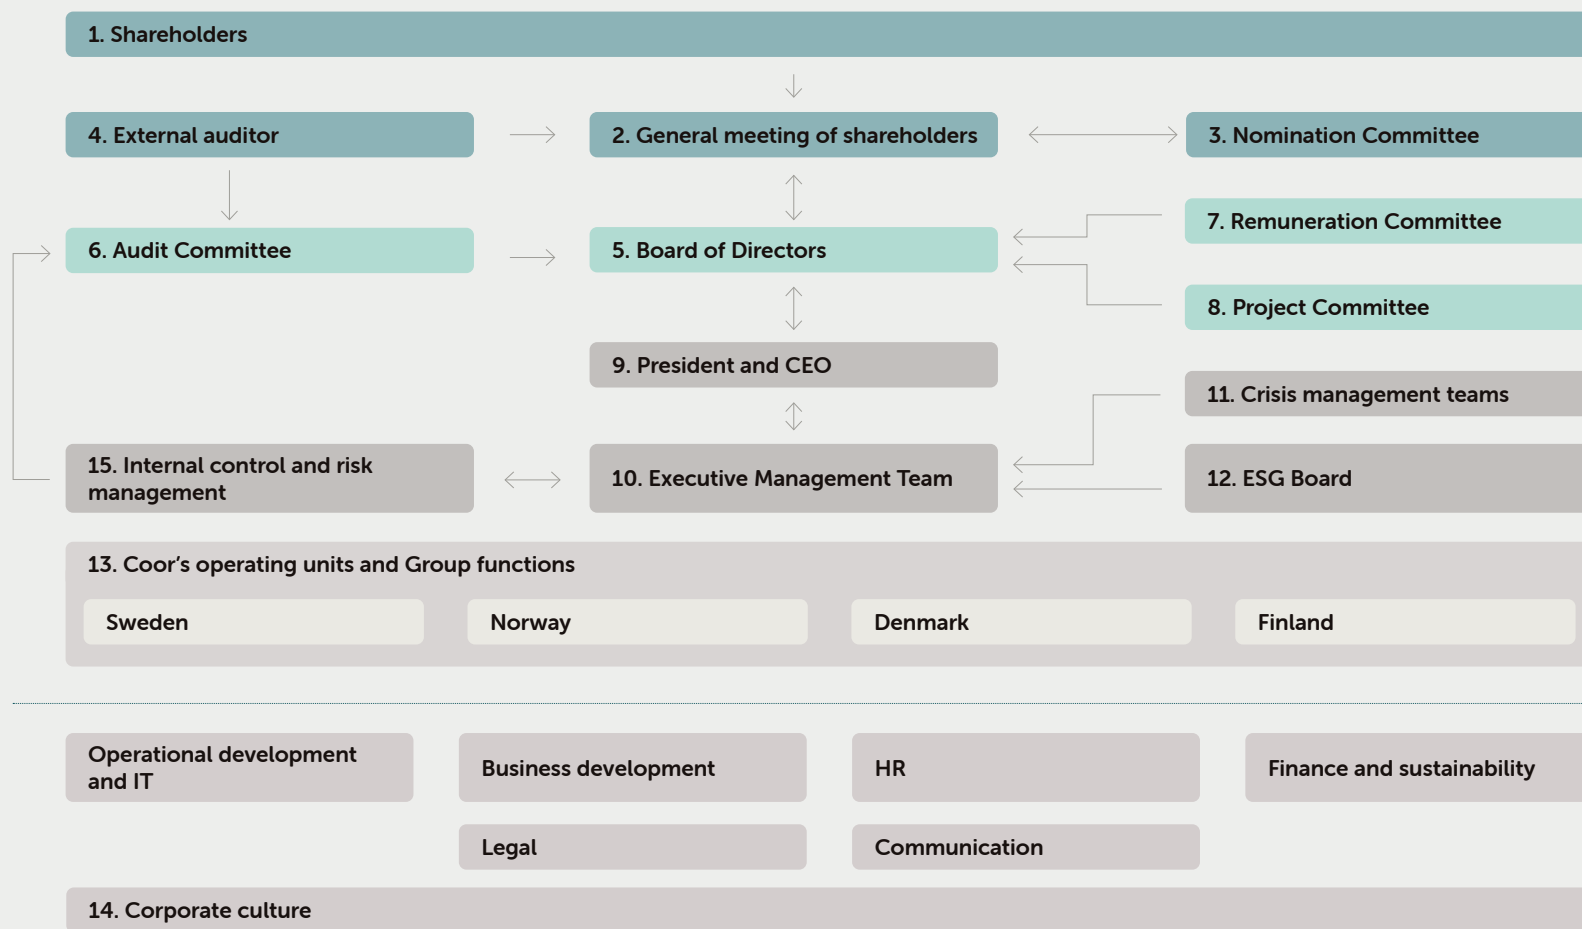 1. Shareholders
4. External auditor
2. General meeting of shareholders
3. Nomination Committee
7. Remuneration Committee
6. Audit Committee
5. Board of Directors
8. Project Committee
9. President and CEO
11. Crisis management teams
15. Internal control and risk
management
10. Executive Management Team
12. ESG Board
13. Coor’s operating units and Group functions
Sweden
Norway
Denmark
Finland
Operational development
and IT
Business development
HR
Finance and sustainability
Legal
Communication
14. Corporate culture